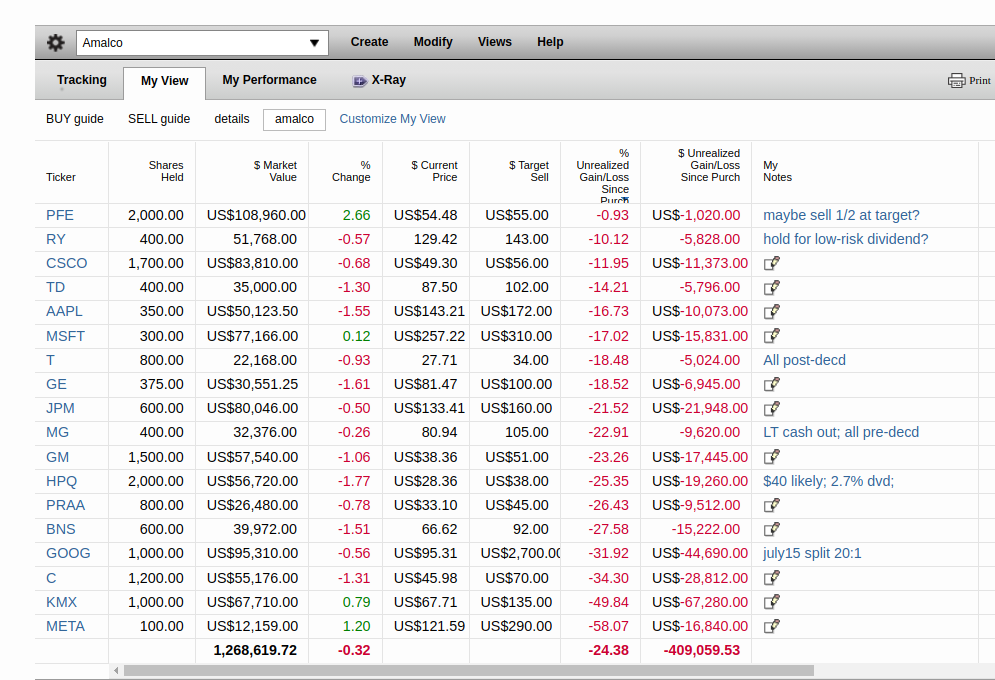 Amalco Create Modify Views Help
Tracking My View My Performance X-Ray Print
BUY guide SELL guide details amalco Customize My View
Ticker Shares Held $ Market Value % Change $ Current Price $ Target Sell % Unrealized Gain/Loss Since Purch $ Unrealized Gain/Loss Since Purch My Notes
PFE 2,000.00 US$108,960.00 2.66 US$54.48 US$55.00 -0.93 US$-1,020.00 maybe sell 1/2 at target?
RY 400.00 51,768.00 -0.57 129.42 143.00 -10.12 -5,828.00 hold for low-risk dividend?
CSCO 1,700.00 US$83,810.00 -0.68 US$49.30 US$56.00 -11.95 US$-11,373.00
TD 400.00 35,000.00 -1.30 87.50 102.00 -14.21 -5,796.00
AAPL 350.00 US$50,123.50 -1.55 US$143.21 US$172.00 -16.73 US$-10,073.00
MSFT 300.00 US$77,166.00 0.12 US$257.22 US$310.00 -17.02 US$-15,831.00
T 800.00 22,168.00 -0.93 27.71 34.00 -18.48 -5,024.00 All post-decd
GE 375.00 US$30,551.25 -1.61 US$81.47 US$100.00 -18.52 US$-6,945.00
JPM 600.00 US$80,046.00 -0.50 US$133.41 US$160.00 -21.52 US$-21,948.00
MG 400.00 32,376.00 -0.26 80.94 105.00 -22.91 -9,620.00 LT cash out; all pre-decd
GM 1,500.00 US$57,540.00 -1.06 US$38.36 US$51.00 -23.26 US$-17,445.00
HPQ 2,000.00 US$56,720.00 -1.77 US$28.36 US$38.00 -25.35 US$-19,260.00 $40 likely; 2.7% dvd;
PRAA 800.00 US$26,480.00 -0.78 US$33.10 US$45.00 -26.43 US$-9,512.00
BNS 600.00 39,972.00 -1.51 66.62 92.00 -27.58 -15,222.00
GOOG 1,000.00 US$95,310.00 -0.56 US$95.31 US$2,700.00 -31.92 US$-44,690.00 july15 split 20:1
C 1,200.00 US$55,176.00 -1.31 US$45.98 US$70.00 -34.30 US$-28,812.00
KMX 1,000.00 US$67,710.00 0.79 US$67.71 US$135.00 -49.84 US$-67,280.00
META 100.00 US$12,159.00 1.20 US$121.59 US$290.00 -58.07 US$-16,840.00
1,268,619.72 -0.32 -24.38 -409,059.53